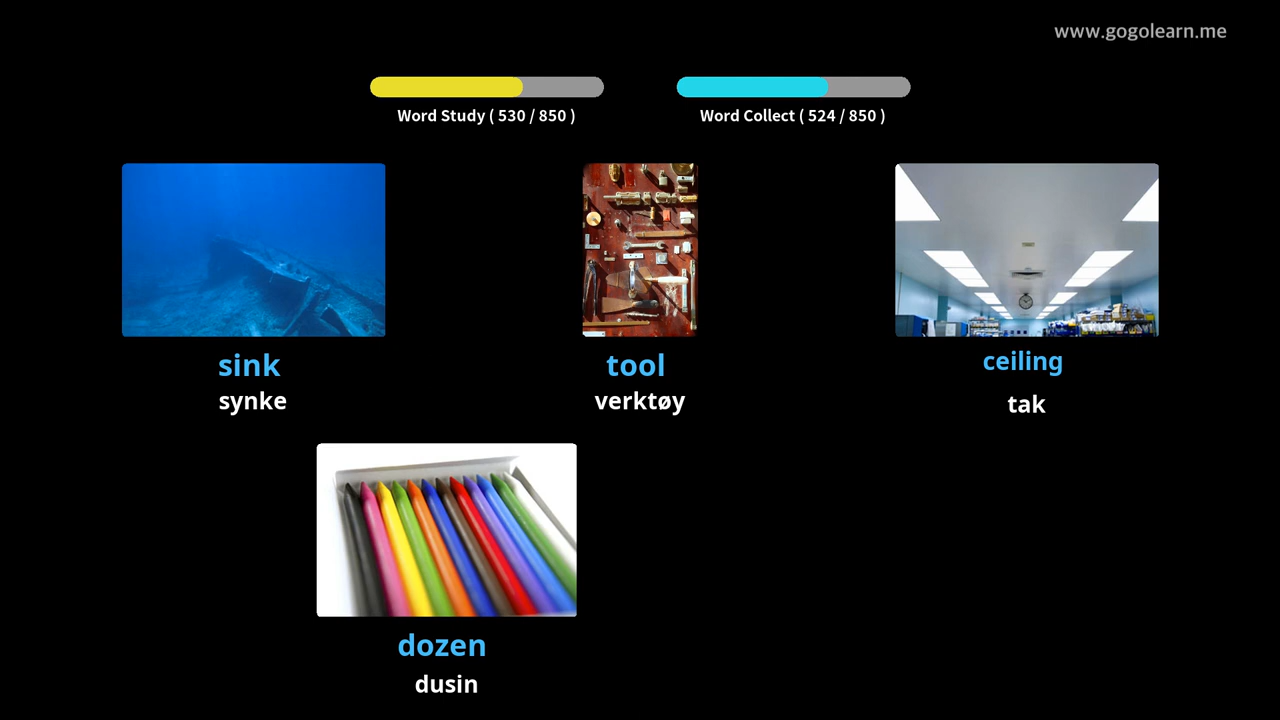 www.gogolearn.me
Word Study ( 530 / 850 )
Word Collect ( 524 / 850 )
sink
synke
tool
verktøy
ceiling
tak
dozen
dusin